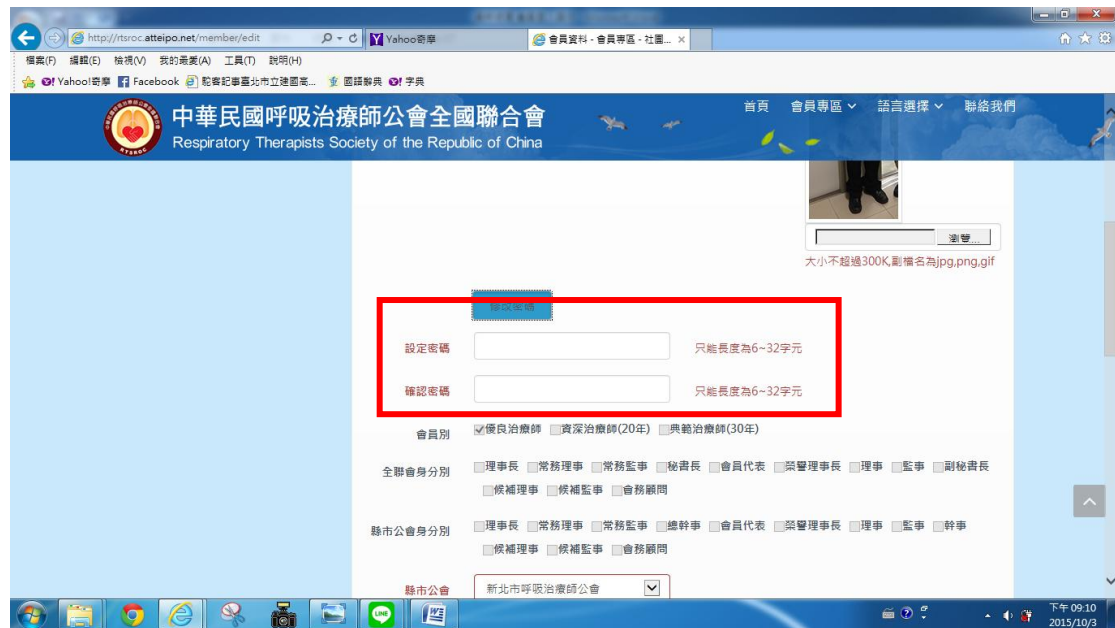 http://rtsroc.atteipo.net/member/edit
Yahoo奇摩
會員資料 - 會員專區 - 社團...
檔案(F) 編輯(E) 檢視(V) 我的最愛(A) 工具(T) 說明(H)
Yahoo!奇摩 Facebook 駝客記事臺北市立建國高... 國語辭典 字典
中華民國呼吸治療師公會全國聯合會
Respiratory Therapists Society of the Republic of China
首頁 會員專區 語言選擇 聯絡我們
RTSROC
瀏覽...
大小不超過300K,副檔名為jpg,png,gif
修改密碼
設定密碼 只能長度為6~32字元
確認密碼 只能長度為6~32字元
會員別 優良治療師 資深治療師(20年) 典範治療師(30年)
全聯會身分別 理事長 常務理事 常務監事 秘書長 會員代表 榮譽理事長 理事 監事 副秘書長
候補理事 候補監事 會務顧問
縣市公會身分別 理事長 常務理事 常務監事 總幹事 會員代表 榮譽理事長 理事 監事 幹事
候補理事 候補監事 會務顧問
縣市公會 新北市呼吸治療師公會
LINE
下午 09:10
2015/10/3